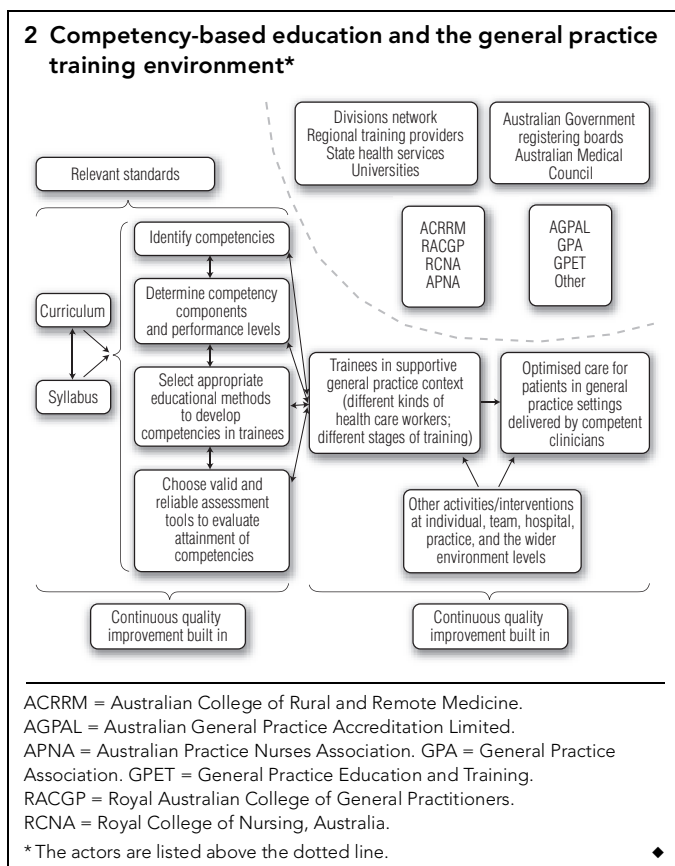 2 Competency-based education and the general practice
training environment*
Divisions network
Regional training providers
State health services
Universities
Australian Government
registering boards
Australian Medical
Council
Relevant standards
ACRRM
RACGP
RCNA
APNA
AGPAL
GPA
GPET
Other
Identify competencies
Curriculum
Syllabus
Determine competency
components
and performance levels
Select appropriate
educational methods
to develop
competencies in trainees
Choose valid and
reliable assessment
tools to evaluate
attainment of
competencies
Trainees in supportive
general practice context
(different kinds of
health care workers;
different stages of training)
Optimised care for
patients in general
practice settings
delivered by competent
clinicians
Other activities/interventions
at individual, team, hospital,
practice, and the wider
environment levels
Continuous quality
improvement built in
Continuous quality
improvement built in
ACRRM = Australian College of Rural and Remote Medicine.
AGPAL = Australian General Practice Accreditation Limited.
APNA = Australian Practice Nurses Association. GPA = General Practice
Association. GPET = General Practice Education and Training.
RACGP = Royal Australian College of General Practitioners.
RCNA = Royal College of Nursing, Australia.
* The actors are listed above the dotted line. ◆